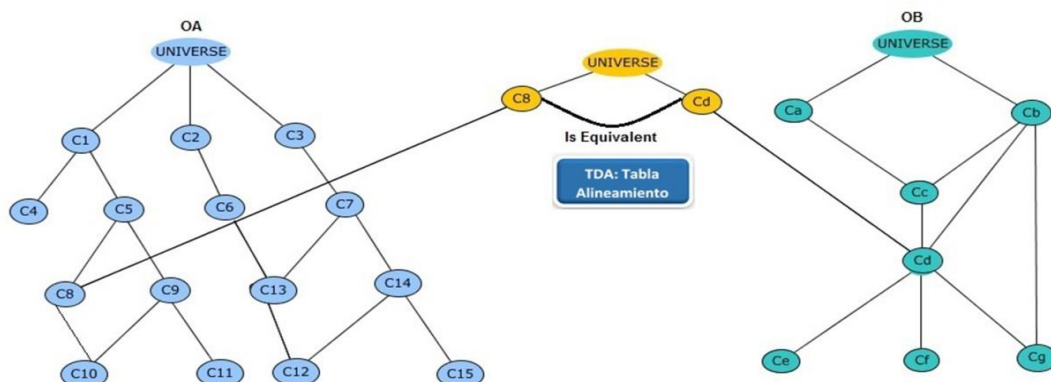 OA
UNIVERSE
C1
C2
C3
C4
C5
C6
C7
C8
C9
C13
C14
C10
C11
C12
C15
UNIVERSE
C8
Cd
Is Equivalent
TDA: Tabla
Alineamiento
OB
UNIVERSE
Ca
Cb
Cc
Cd
Ce
Cf
Cg